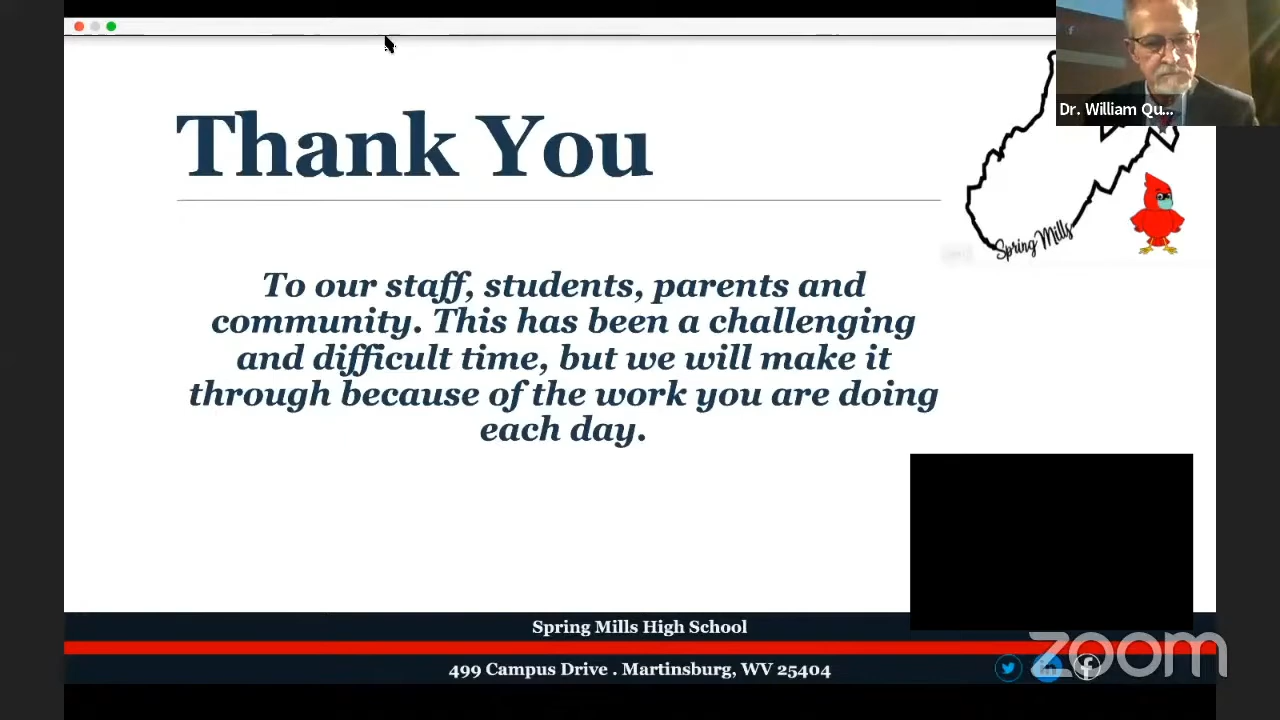 Dr. William Qu...
Thank You
Spring Mills
To our staff, students, parents and
community. This has been a challenging
and difficult time, but we will make it
through because of the work you are doing
each day.
Spring Mills High School
499 Campus Drive . Martinsburg, WV 25404
zoom